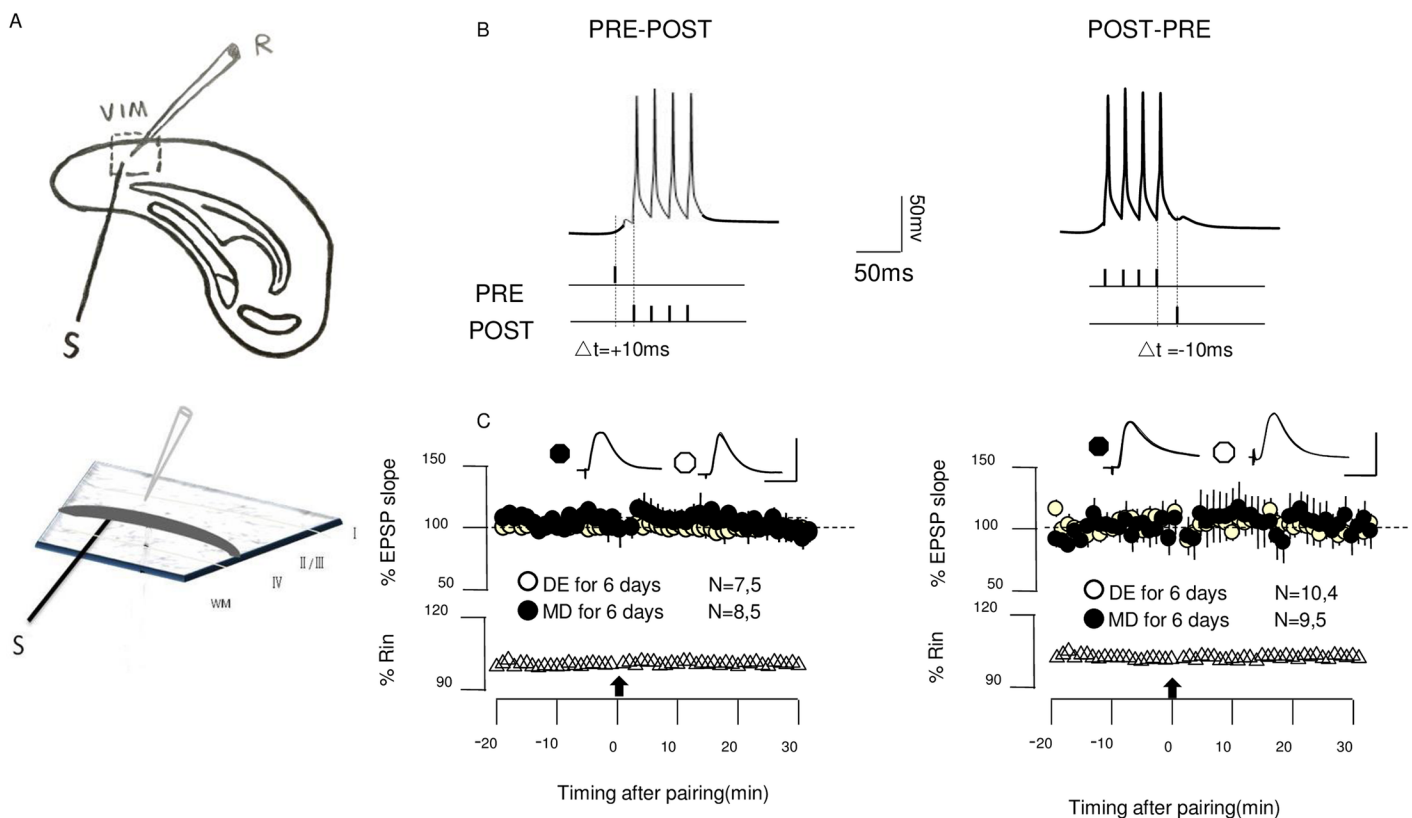 A
R
VIM
S
I
II/III
IV
WM
S
B
PRE-POST
POST-PRE
50mv
50ms
PRE
POST
△t=+10ms
△t =-10ms
C
% EPSP slope
150
100
50
DE for 6 days N=7,5
MD for 6 days N=8,5
% Rin
120
90
-20 -10 0 10 20 30
Timing after pairing(min)
% EPSP slope
150
100
50
DE for 6 days N=10,4
MD for 6 days N=9,5
% Rin
120
90
-20 -10 0 10 20 30
Timing after pairing(min)